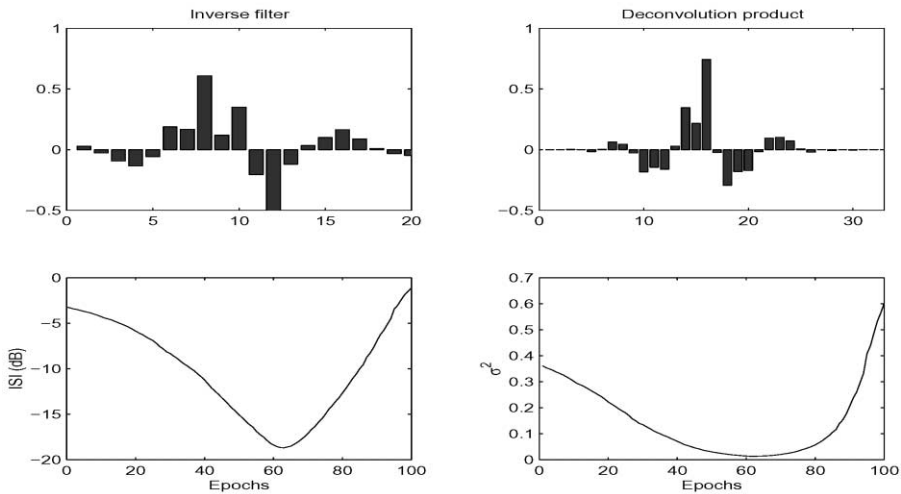 Inverse filter
1
0.5
0
−0.5
0 5 10 15 20
Deconvolution product
1
0.5
0
−0.5
0 10 20 30
ISI (dB)
0
−5
−10
−15
−20
0 20 40 60 80 100
Epochs
σ²
0.7
0.6
0.5
0.4
0.3
0.2
0.1
0
0 20 40 60 80 100
Epochs